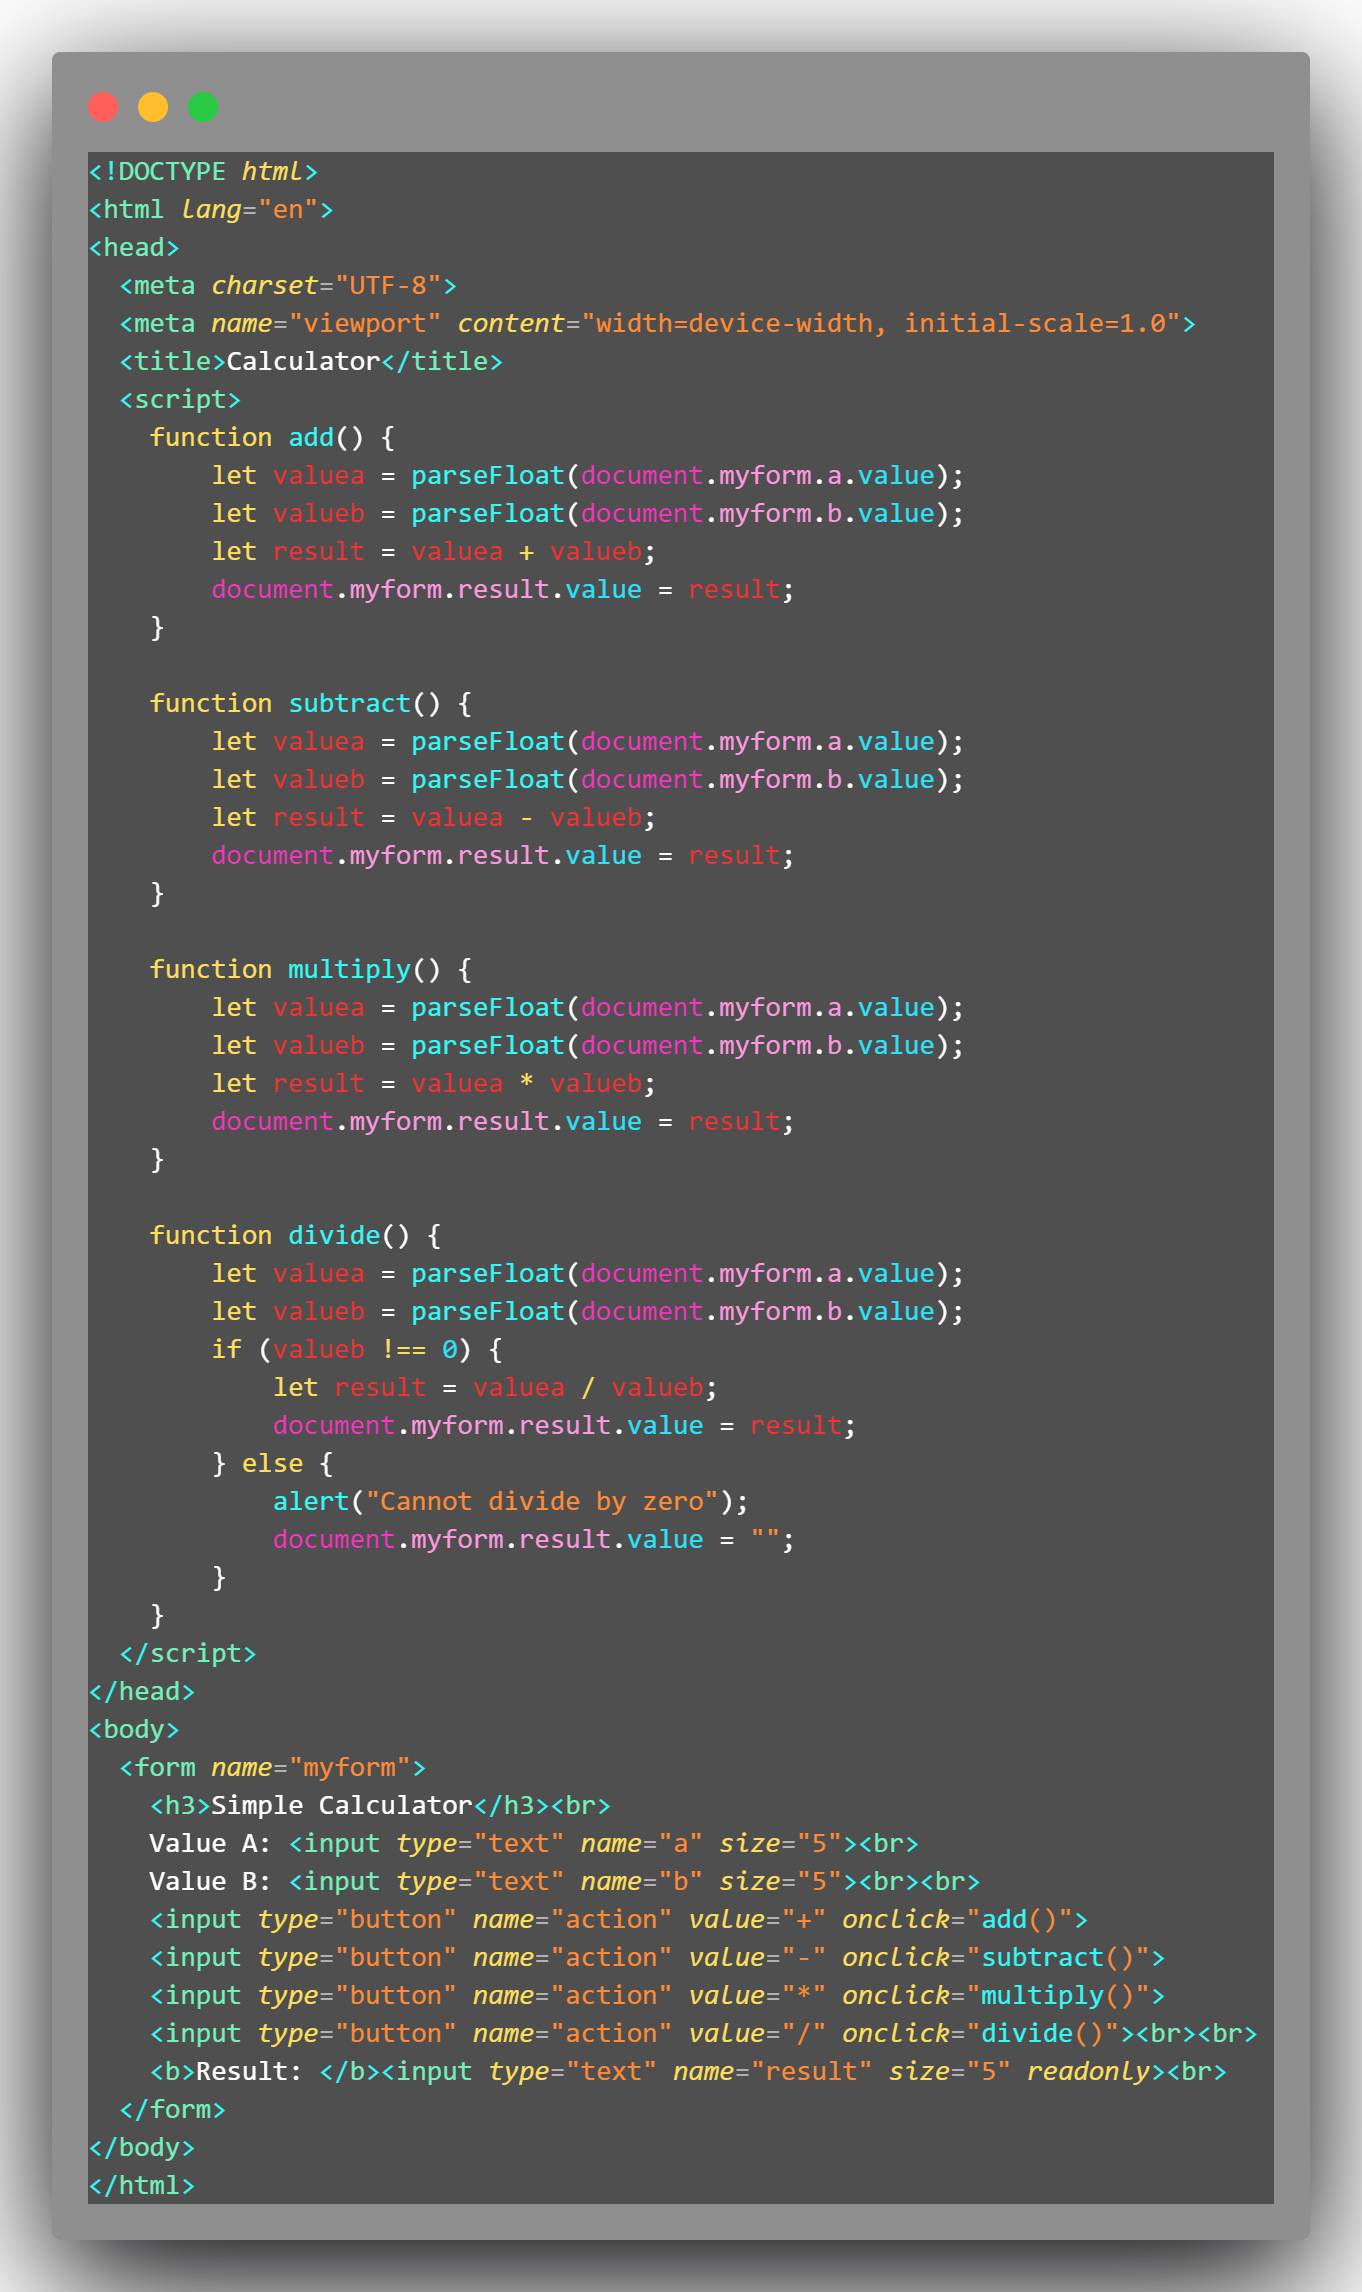 <!DOCTYPE html>
<html lang="en">
<head>
  <meta charset="UTF-8">
  <meta name="viewport" content="width=device-width, initial-scale=1.0">
  <title>Calculator</title>
  <script>
    function add() {
        let valuea = parseFloat(document.myform.a.value);
        let valueb = parseFloat(document.myform.b.value);
        let result = valuea + valueb;
        document.myform.result.value = result;
    }

    function subtract() {
        let valuea = parseFloat(document.myform.a.value);
        let valueb = parseFloat(document.myform.b.value);
        let result = valuea - valueb;
        document.myform.result.value = result;
    }

    function multiply() {
        let valuea = parseFloat(document.myform.a.value);
        let valueb = parseFloat(document.myform.b.value);
        let result = valuea * valueb;
        document.myform.result.value = result;
    }

    function divide() {
        let valuea = parseFloat(document.myform.a.value);
        let valueb = parseFloat(document.myform.b.value);
        if (valueb !== 0) {
            let result = valuea / valueb;
            document.myform.result.value = result;
        } else {
            alert("Cannot divide by zero");
            document.myform.result.value = "";
        }
    }
  </script>
</head>
<body>
  <form name="myform">
    <h3>Simple Calculator</h3><br>
    Value A: <input type="text" name="a" size="5"><br>
    Value B: <input type="text" name="b" size="5"><br><br>
    <input type="button" name="action" value="+" onclick="add()">
    <input type="button" name="action" value="-" onclick="subtract()">
    <input type="button" name="action" value="*" onclick="multiply()">
    <input type="button" name="action" value="/" onclick="divide()"><br><br>
    <b>Result: </b><input type="text" name="result" size="5" readonly><br>
  </form>
</body>
</html>